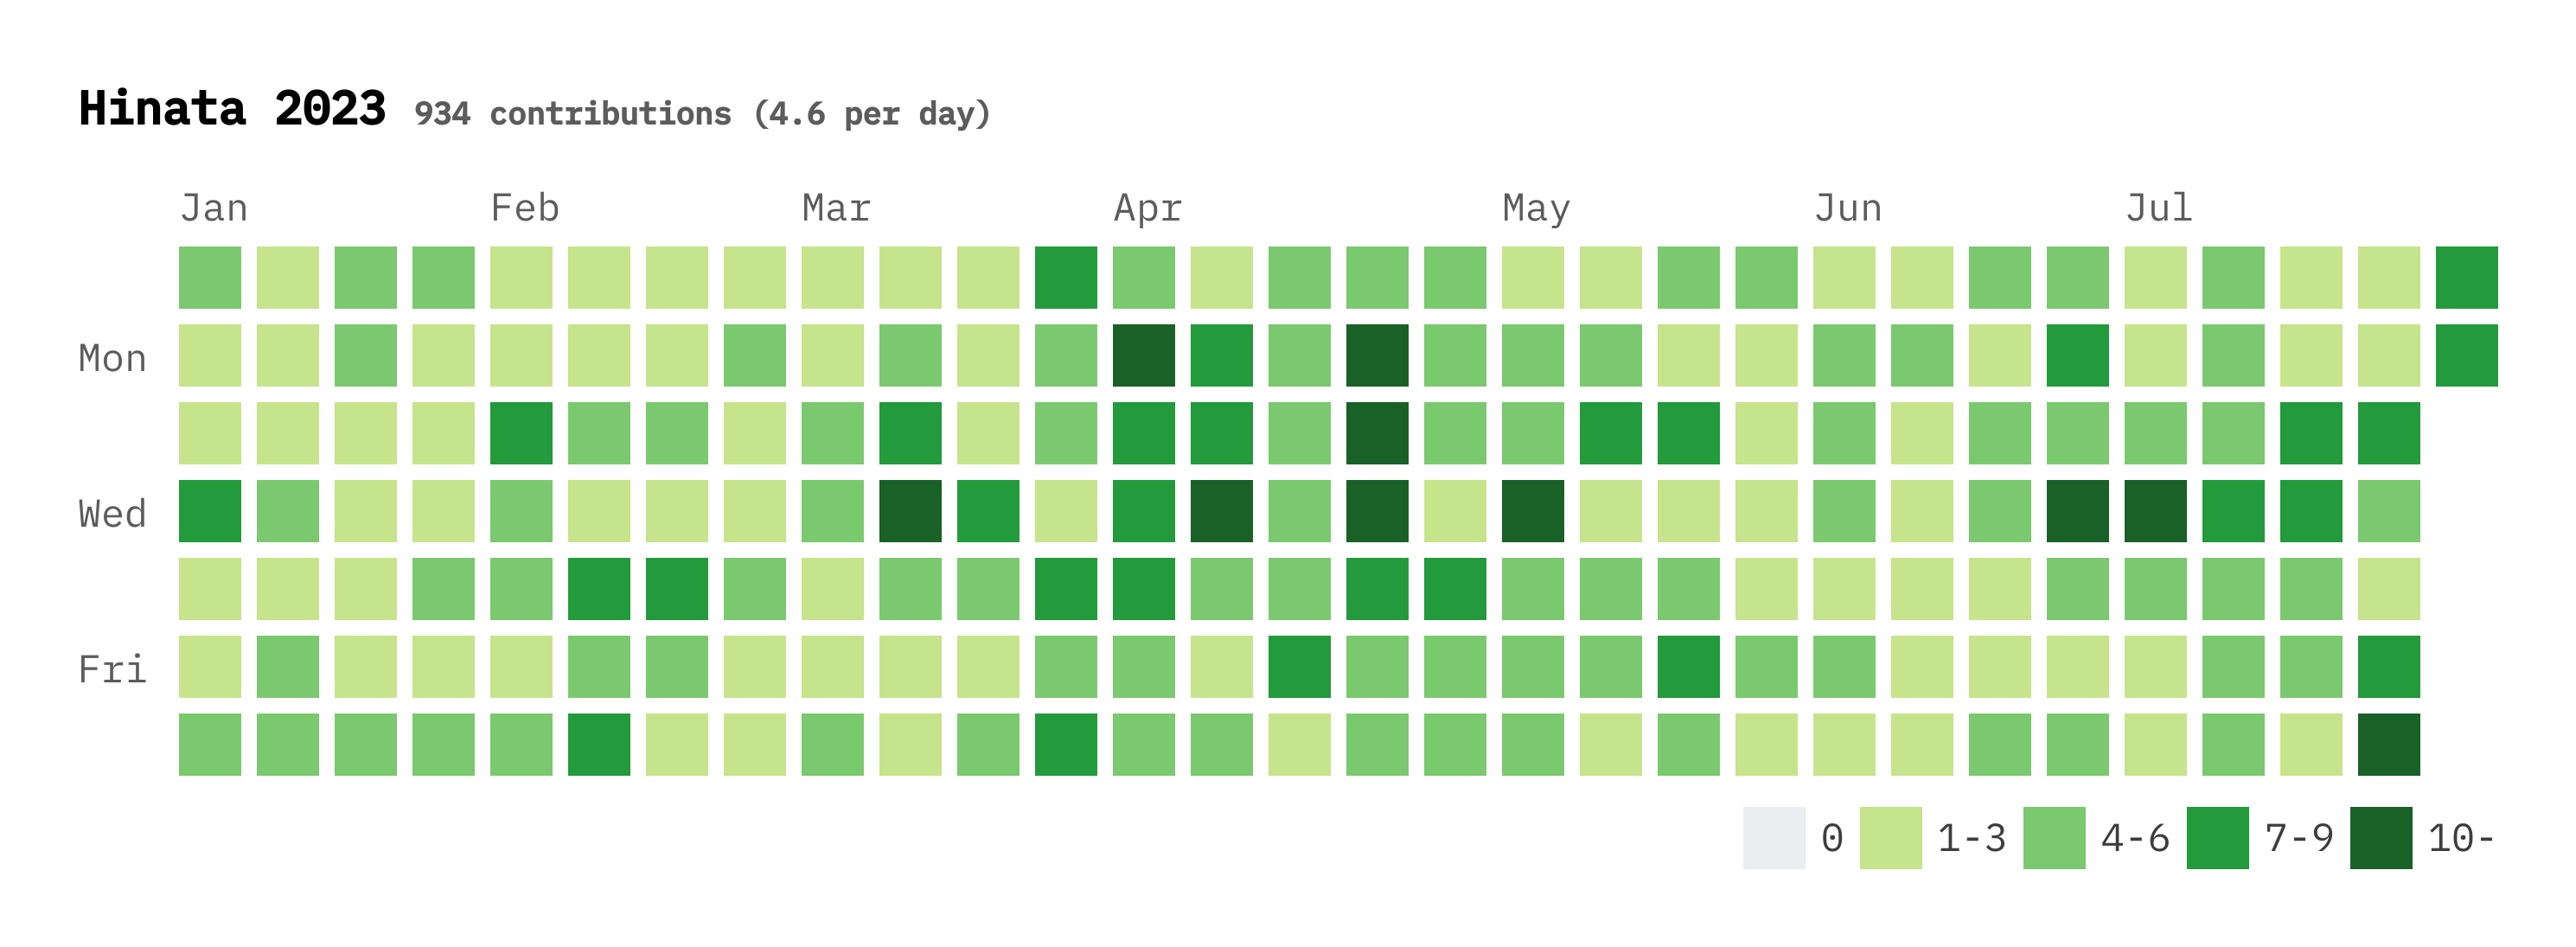 Hinata 2023 934 contributions (4.6 per day)
Jan Feb Mar Apr May Jun Jul
Mon
Wed
Fri
0 1-3 4-6 7-9 10-